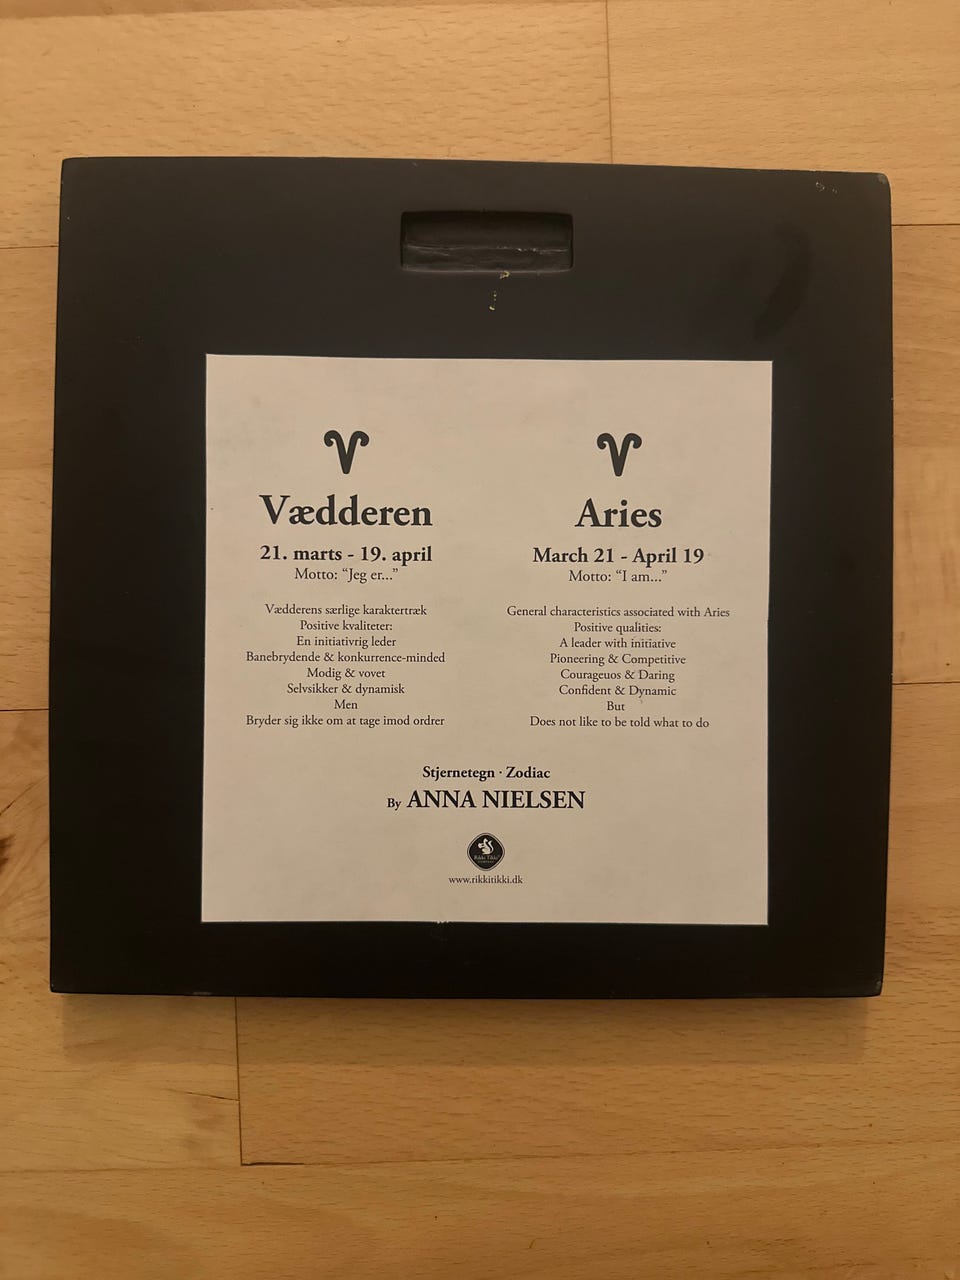 Vædderen
21. marts - 19. april
Motto: “Jeg er...”
Vædderens særlige karaktertræk
Positive kvaliteter:
En initiativrig leder
Banebrydende & konkurrence-minded
Modig & vovet
Selvsikker & dynamisk
Men
Bryder sig ikke om at tage imod ordrer
Aries
March 21 - April 19
Motto: “I am...”
General characteristics associated with Aries
Positive qualities:
A leader with initiative
Pioneering & Competitive
Courageuos & Daring
Confident & Dynamic
But
Does not like to be told what to do
Stjernetegn · Zodiac
By ANNA NIELSEN
Rikki Tikki
COMPANY
www.rikkitikki.dk